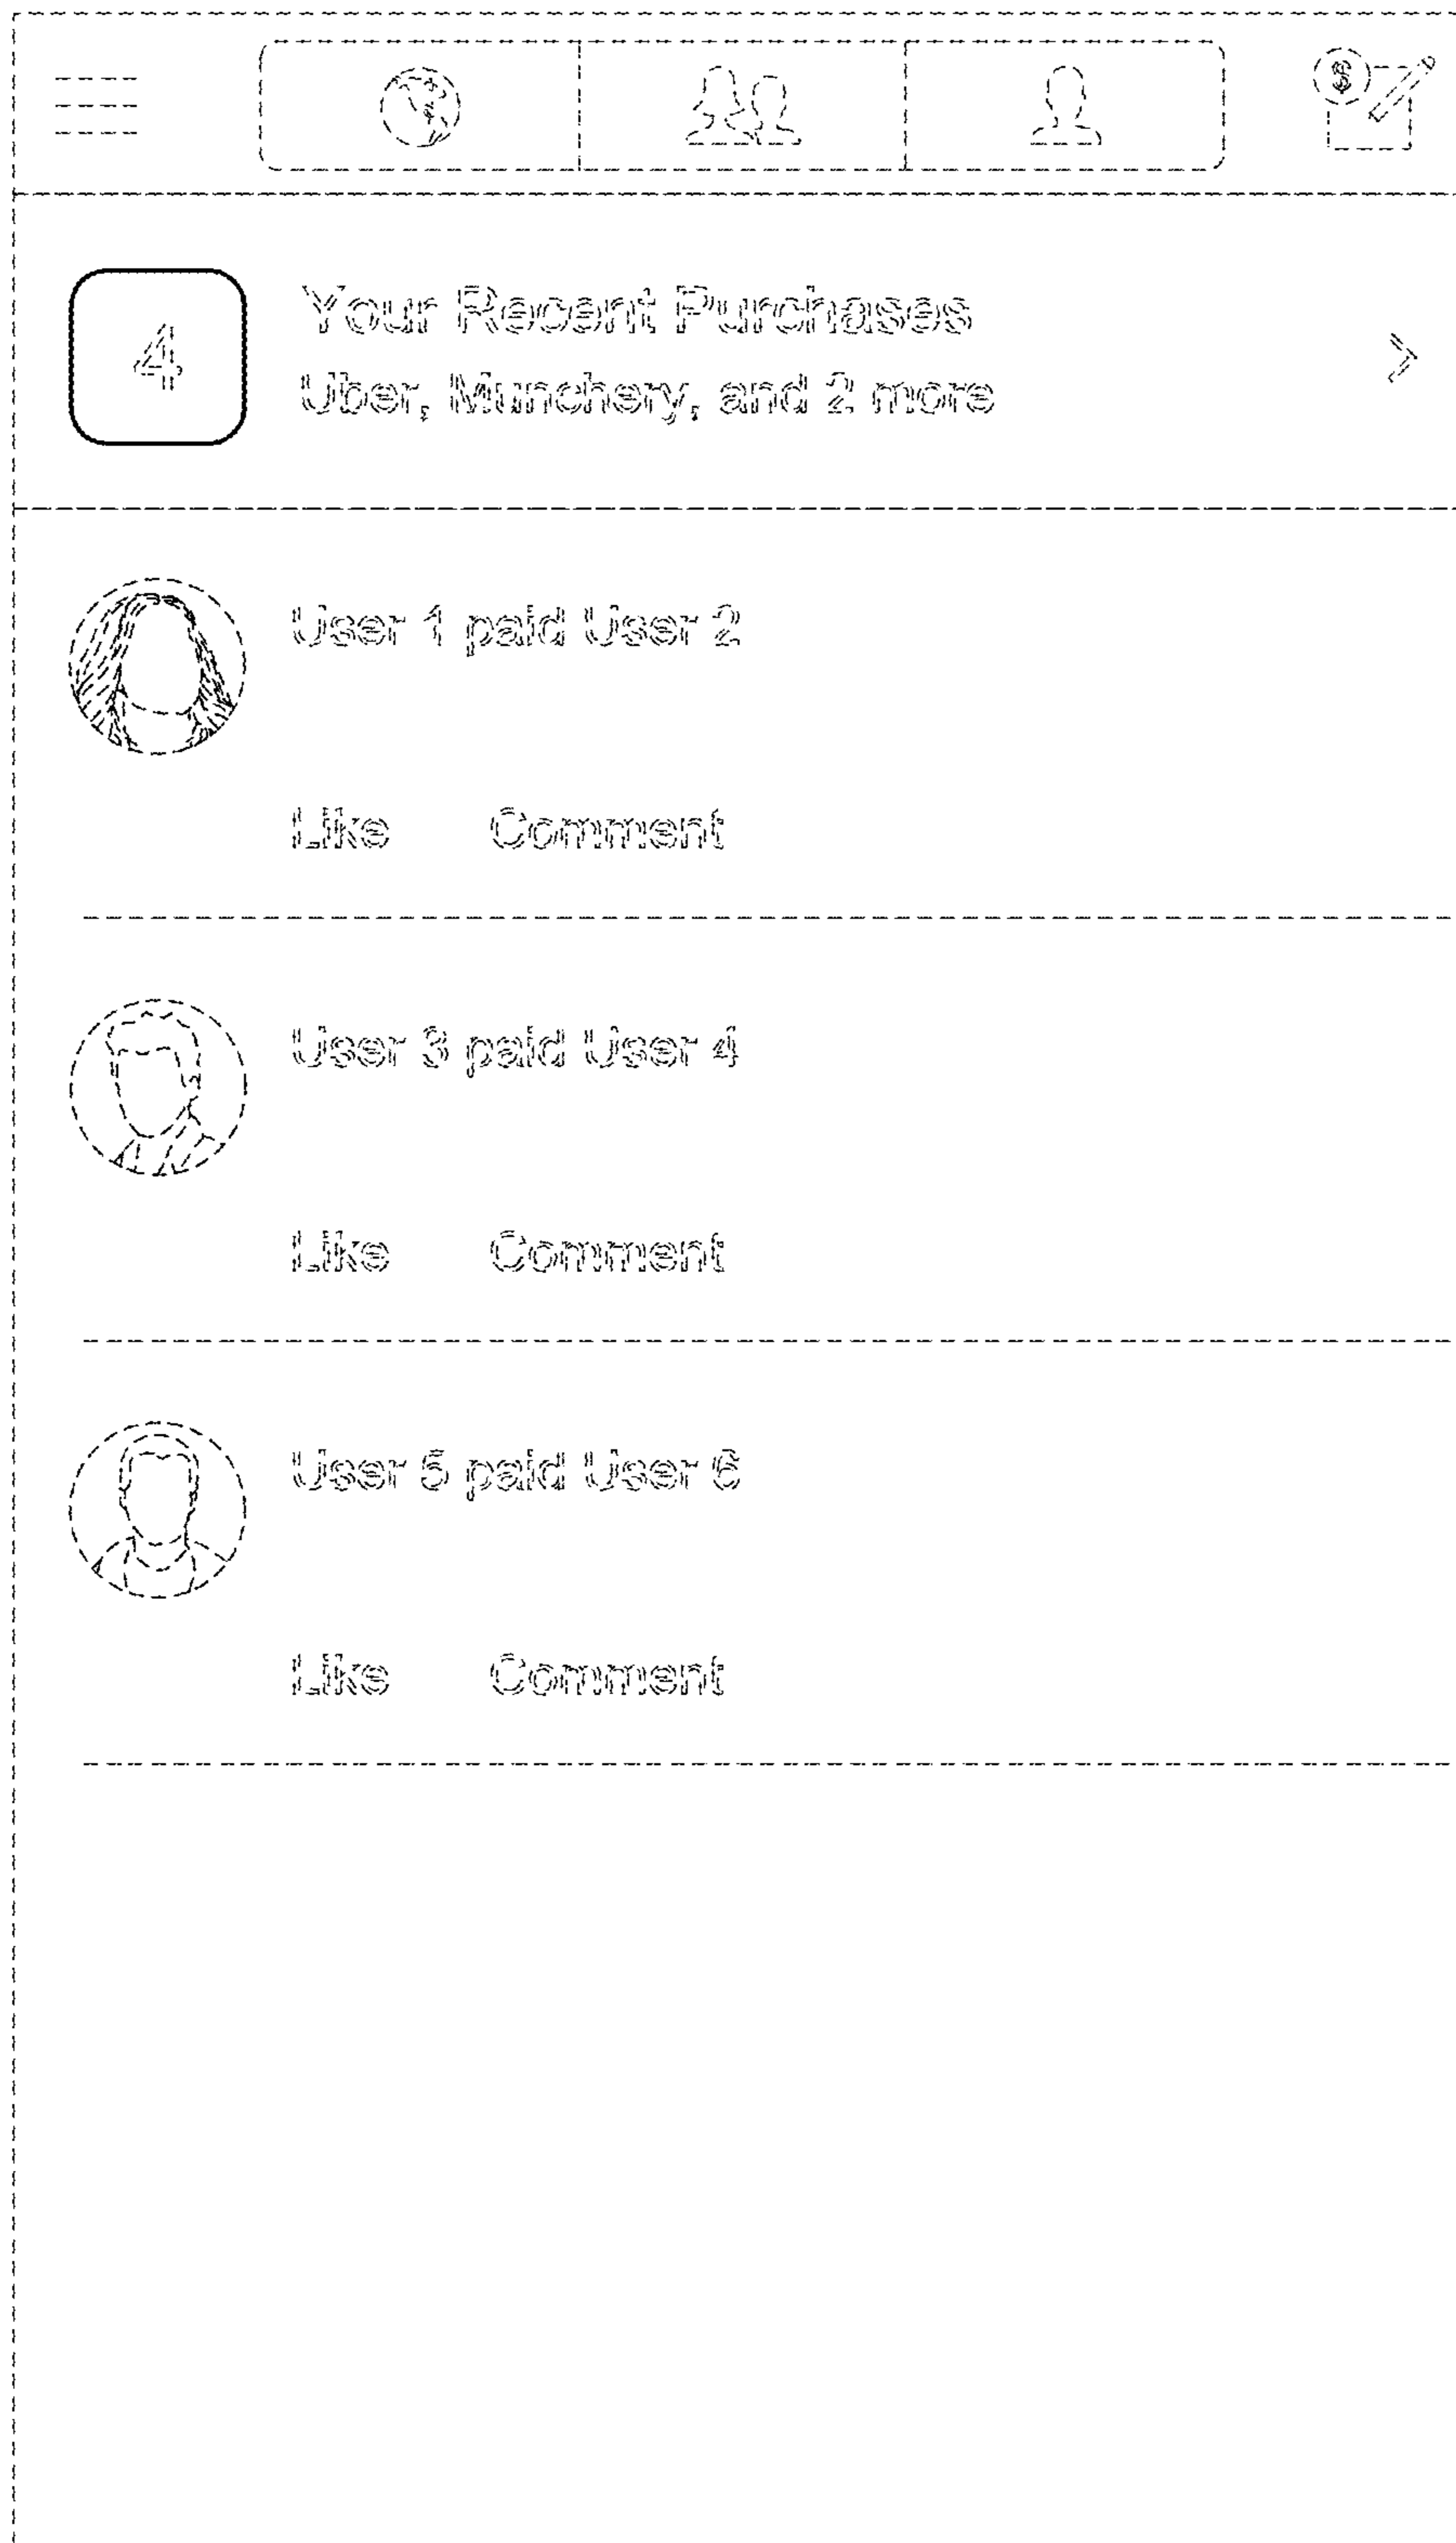 $
4
Your Recent Purchases
Uber, Munchery, and 2 more
User 1 paid User 2
Like Comment
User 3 paid User 4
Like Comment
User 5 paid User 6
Like Comment